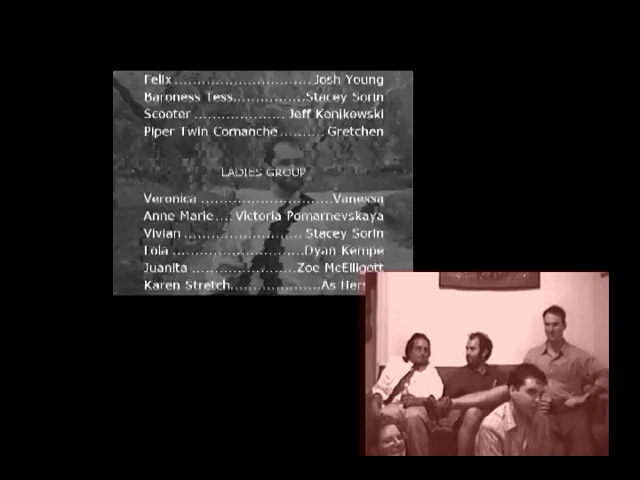 Felix............................Josh Young
Baroness Tess...............Stacey Sorin
Scooter .................... Jeff Konikowski
Piper Twin Comanche.......... Gretchen
LADIES GROUP
Veronica ............................Vanessa
Anne Marie.... Victoria Pomarnevskaya
Vivian ......................... Stacey Sorin
Lola ............................Dyan Kempe
Juanita ......................Zoe McElligott
Karen Stretch....................As